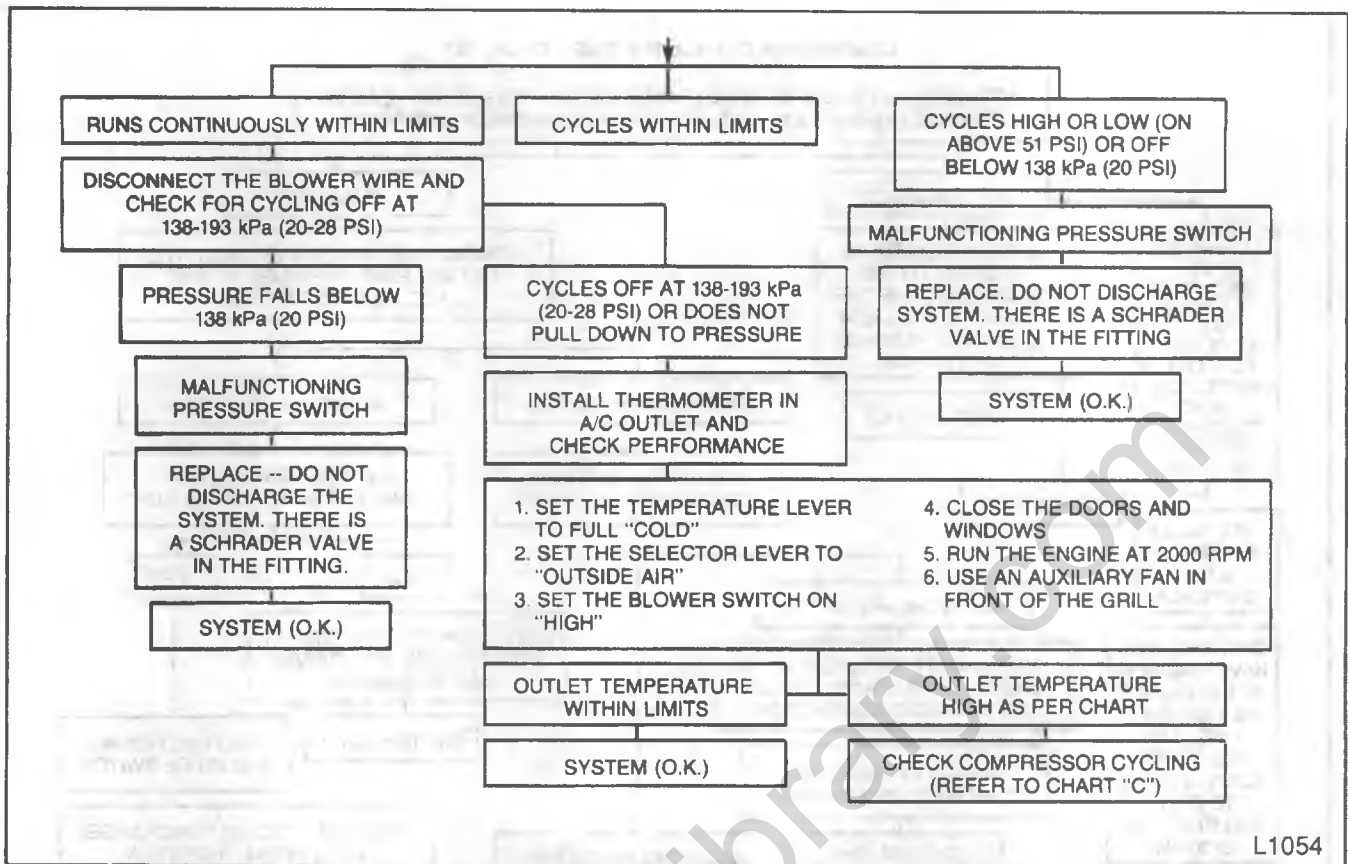 RUNS CONTINUOUSLY WITHIN LIMITS
DISCONNECT THE BLOWER WIRE AND
CHECK FOR CYCLING OFF AT
138-193 kPa (20-28 PSI)
PRESSURE FALLS BELOW
138 kPa (20 PSI)
MALFUNCTIONING
PRESSURE SWITCH
REPLACE -- DO NOT
DISCHARGE THE
SYSTEM. THERE IS
A SCHRADER VALVE
IN THE FITTING.
SYSTEM (O.K.)
CYCLES WITHIN LIMITS
CYCLES OFF AT 138-193 kPa
(20-28 PSI) OR DOES NOT
PULL DOWN TO PRESSURE
INSTALL THERMOMETER IN
A/C OUTLET AND
CHECK PERFORMANCE
1. SET THE TEMPERATURE LEVER
TO FULL “COLD”
2. SET THE SELECTOR LEVER TO
“OUTSIDE AIR”
3. SET THE BLOWER SWITCH ON
“HIGH”
4. CLOSE THE DOORS AND
WINDOWS
5. RUN THE ENGINE AT 2000 RPM
6. USE AN AUXILIARY FAN IN
FRONT OF THE GRILL
OUTLET TEMPERATURE
WITHIN LIMITS
SYSTEM (O.K.)
OUTLET TEMPERATURE
HIGH AS PER CHART
CHECK COMPRESSOR CYCLING
(REFER TO CHART “C”)
CYCLES HIGH OR LOW (ON
ABOVE 51 PSI) OR OFF
BELOW 138 kPa (20 PSI)
MALFUNCTIONING PRESSURE SWITCH
REPLACE. DO NOT DISCHARGE
SYSTEM. THERE IS A SCHRADER
VALVE IN THE FITTING
SYSTEM (O.K.)
L1054
library.com